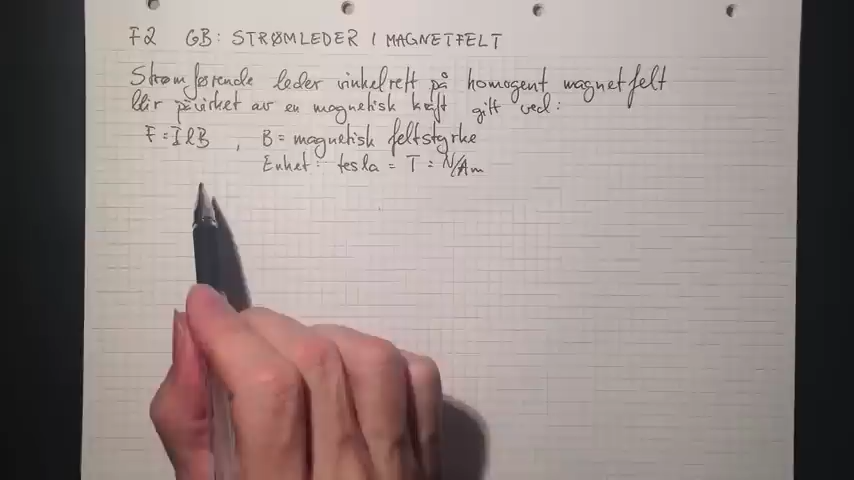 F2 GB: STRØMLEDER I MAGNETFELT
Strømførende leder vinkelrett på homogent magnetfelt
blir påvirket av en magnetisk kraft gitt ved:
F = IlB , B = magnetisk feltstyrke
Enhet: tesla = T = N/Am